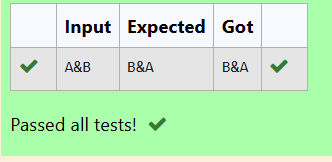 Input Expected Got
A&B B&A B&A
Passed all tests!